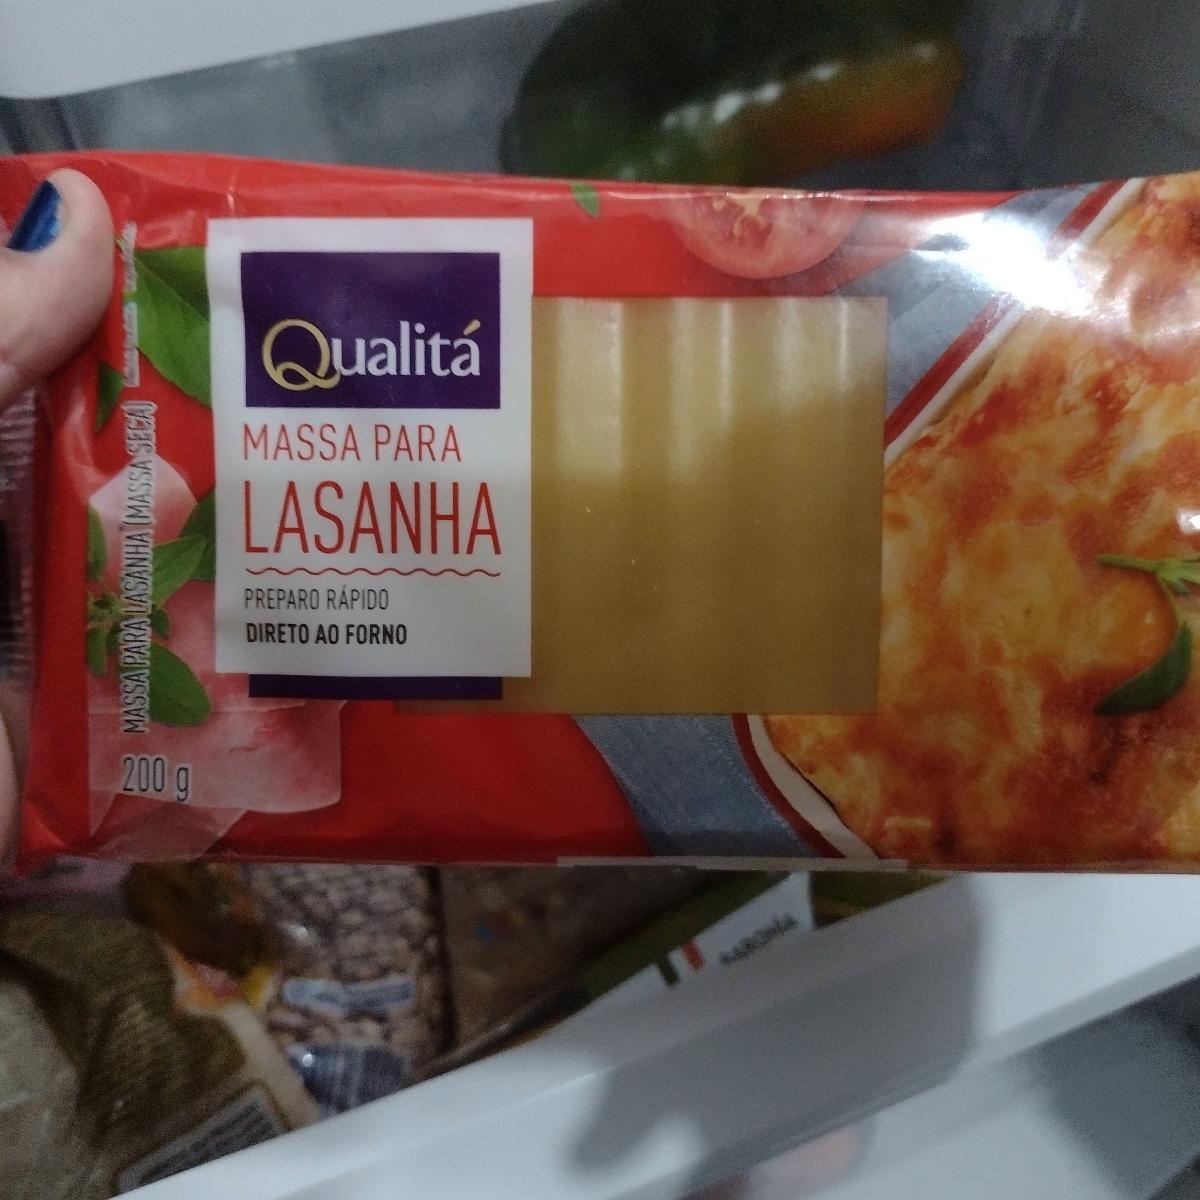 Qualitá
MASSA PARA
LASANHA
PREPARO RÁPIDO
DIRETO AO FORNO
MASSA PARA LASANHA (MASSA SECA)
200 g